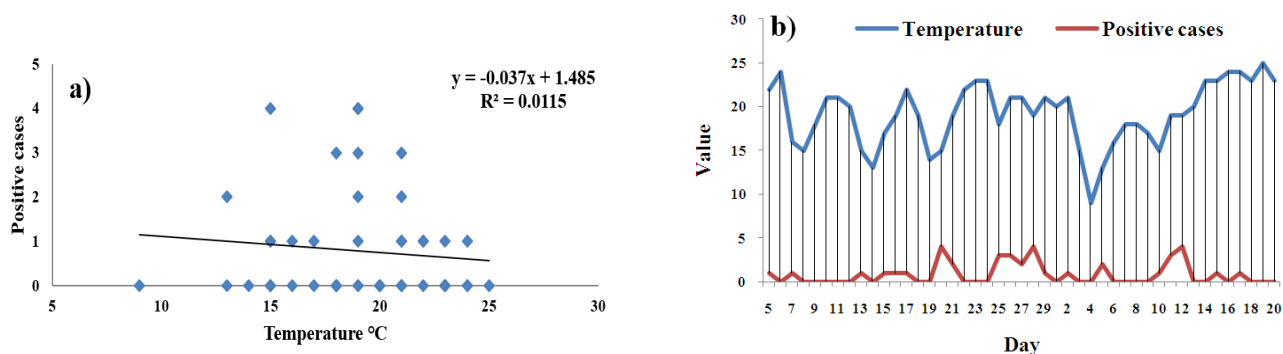 a)
y = -0.037x + 1.485
R² = 0.0115
5
4
3
2
1
0
5 10 15 20 25 30
Positive cases
Temperature °C
b)
Temperature Positive cases
30
25
20
15
10
5
0
5 7 9 11 13 15 17 19 21 23 25 27 29 2 4 6 8 10 12 14 16 18 20
Value
Day